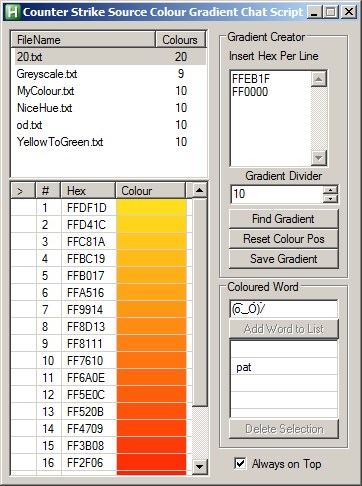 Counter Strike Source Colour Gradient Chat Script
FileName Colours
20.txt 20
Greyscale.txt 9
MyColour.txt 10
NiceHue.txt 10
od.txt 10
YellowToGreen.txt 10
> # Hex Colour
1 FFDF1D
2 FFD41C
3 FFC81A
4 FFBC19
5 FFB017
6 FFA516
7 FF9914
8 FF8D13
9 FF8111
10 FF7610
11 FF6A0E
12 FF5E0C
13 FF520B
14 FF4709
15 FF3B08
16 FF2F06
Gradient Creator
Insert Hex Per Line
FFEB1F
FF0000
Gradient Divider
10
Find Gradient
Reset Colour Pos
Save Gradient
Coloured Word
Add Word to List
pat
Delete Selection
Always on Top